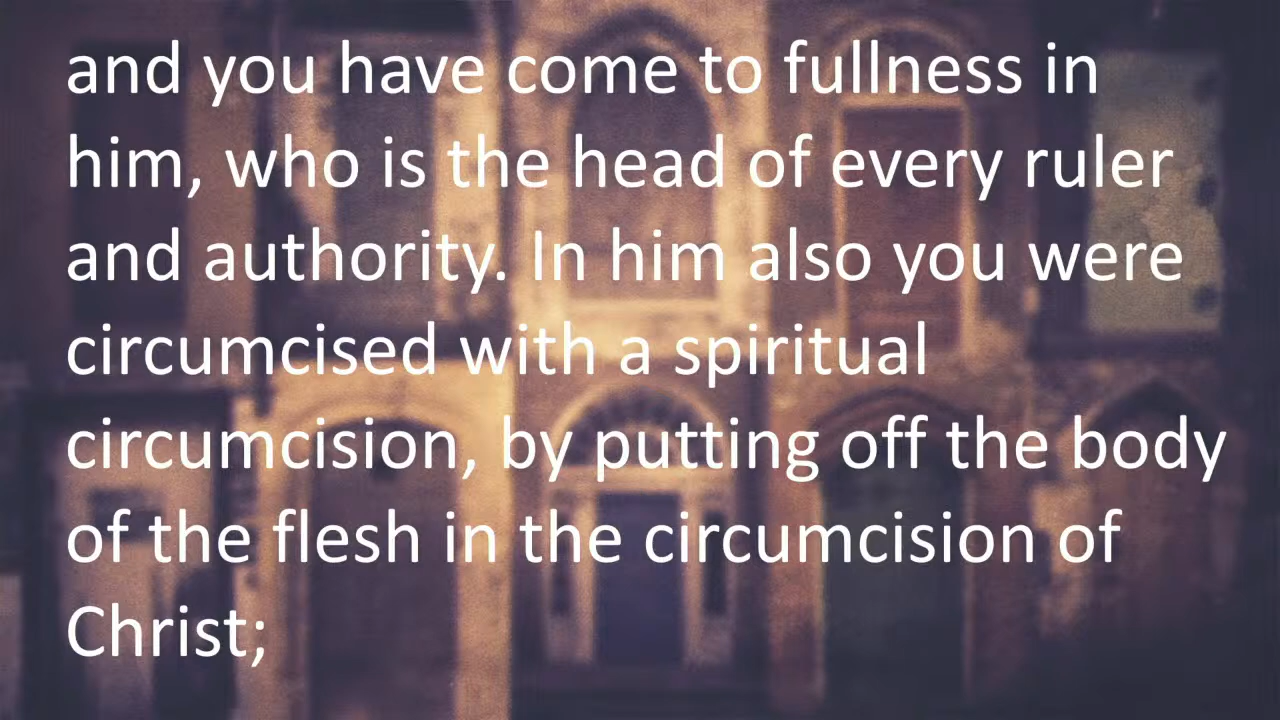 and you have come to fullness in
him, who is the head of every ruler
and authority. In him also you were
circumcised with a spiritual
circumcision, by putting off the body
of the flesh in the circumcision of
Christ;